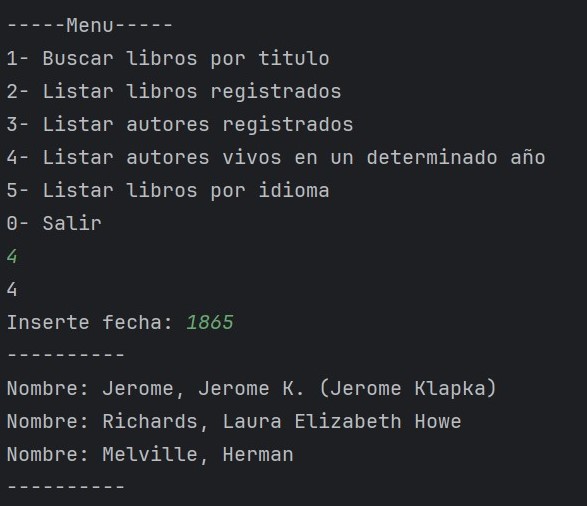 -----Menu-----
1- Buscar libros por titulo
2- Listar libros registrados
3- Listar autores registrados
4- Listar autores vivos en un determinado año
5- Listar libros por idioma
0- Salir
4
4
Inserte fecha: 1865
----------
Nombre: Jerome, Jerome K. (Jerome Klapka)
Nombre: Richards, Laura Elizabeth Howe
Nombre: Melville, Herman
----------